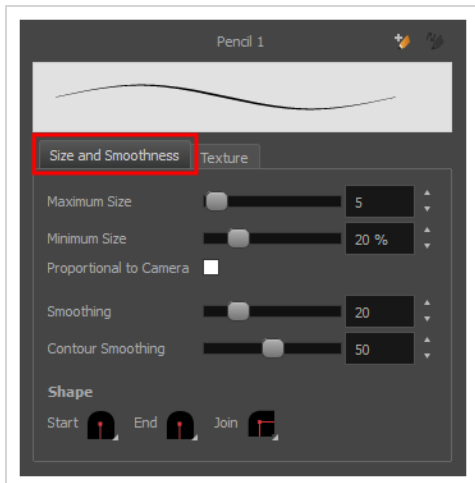 Pencil 1
Size and Smoothness Texture
Maximum Size 5
Minimum Size 20 %
Proportional to Camera
Smoothing 20
Contour Smoothing 50
Shape
Start End Join